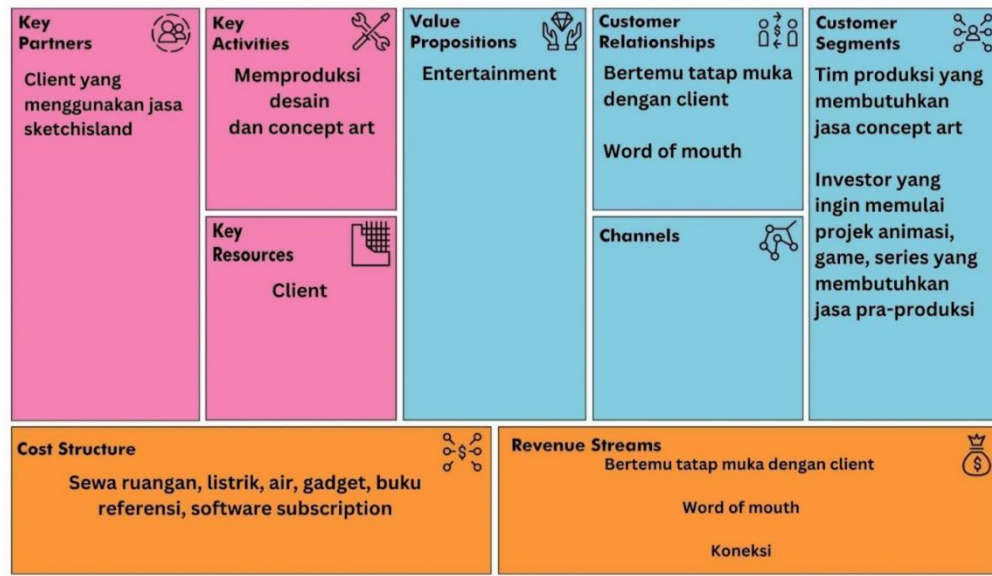 Key
Partners
Client yang
menggunakan jasa
sketchisland
Key
Activities
Memproduksi
desain
dan concept art
Key
Resources
Client
Value
Propositions
Entertainment
Customer
Relationships
Bertemu tatap muka
dengan client
Word of mouth
Channels
Customer
Segments
Tim produksi yang
membutuhkan
jasa concept art
Investor yang
ingin memulai
projek animasi,
game, series yang
membutuhkan
jasa pra-produksi
Cost Structure
Sewa ruangan, listrik, air, gadget, buku
referensi, software subscription
Revenue Streams
Bertemu tatap muka dengan client
Word of mouth
Koneksi